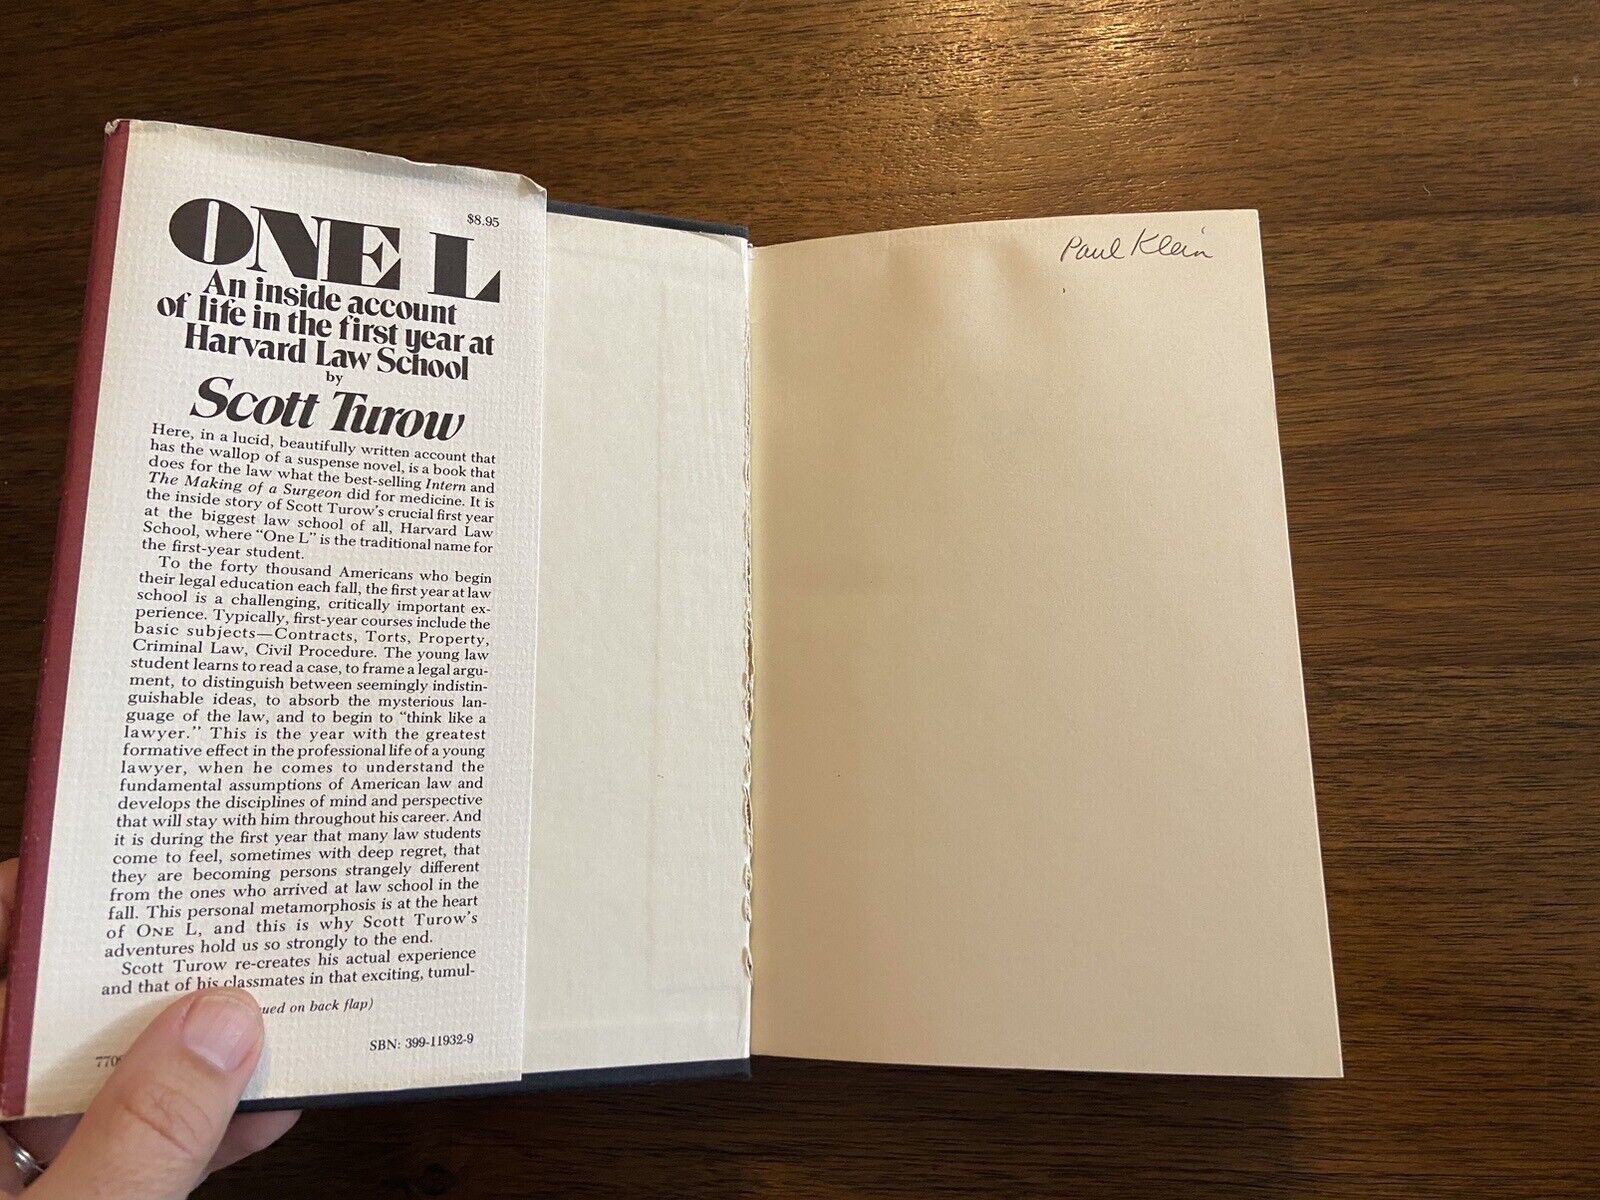 $8.95
ONE L
An inside account
of life in the first year at
Harvard Law School
by
Scott Turow
Here, in a lucid, beautifully written account that
has the wallop of a suspense novel, is a book that
does for the law what the best-selling Intern and
The Making of a Surgeon did for medicine. It is
the inside story of Scott Turow's crucial first year
at the biggest law school of all, Harvard Law
School, where "One L" is the traditional name for
the first-year student.
To the forty thousand Americans who begin
their legal education each fall, the first year at law
school is a challenging, critically important ex-
perience. Typically, first-year courses include the
basic subjects—Contracts, Torts, Property,
Criminal Law, Civil Procedure. The young law
student learns to read a case, to frame a legal argu-
ment, to distinguish between seemingly indistin-
guishable ideas, to absorb the mysterious lan-
guage of the law, and to begin to "think like a
lawyer." This is the year with the greatest
formative effect in the professional life of a young
lawyer, when he comes to understand the
fundamental assumptions of American law and
develops the disciplines of mind and perspective
that will stay with him throughout his career. And
it is during the first year that many law students
come to feel, sometimes with deep regret, that
they are becoming persons strangely different
from the ones who arrived at law school in the
fall. This personal metamorphosis is at the heart
of ONE L, and this is why Scott Turow's
adventures hold us so strongly to the end.
Scott Turow re-creates his actual experience
and that of his classmates in that exciting, tumul-
on back flap)
SBN: 399-11932-9
Paul Klein